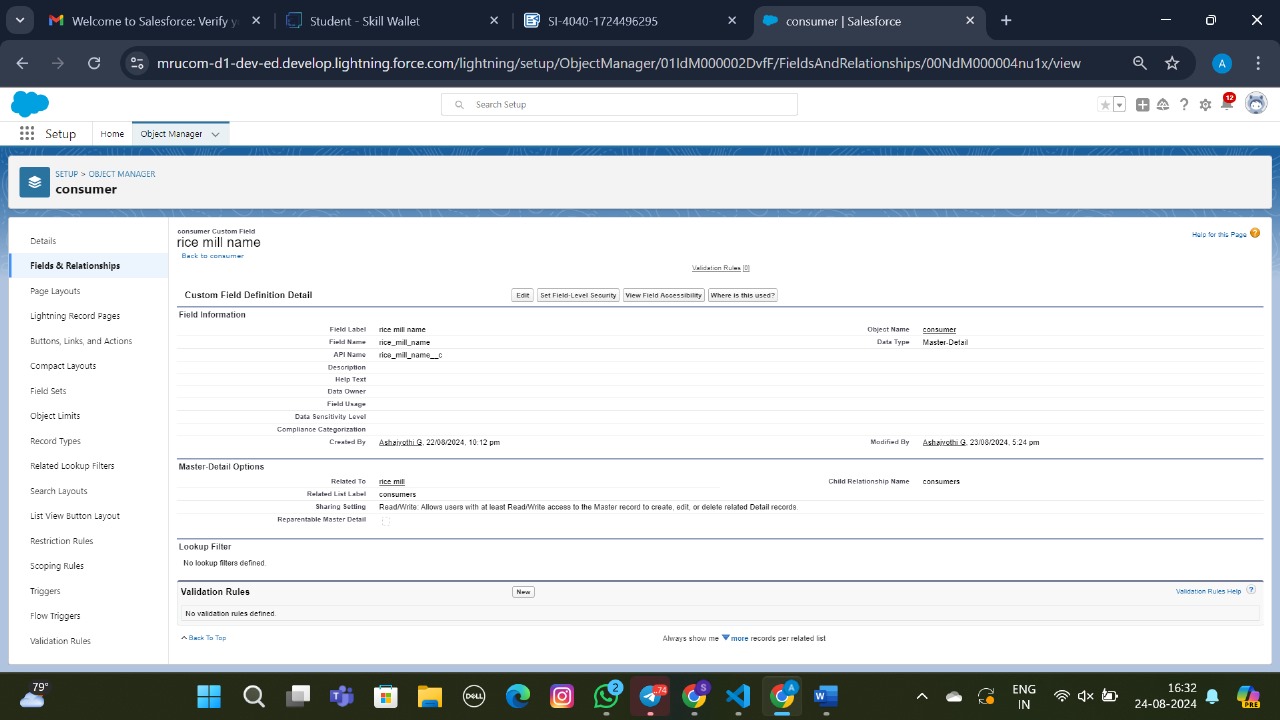 Welcome to Salesforce: Verify y
Student - Skill Wallet
SI-4040-1724496295
consumer | Salesforce
mrucom-d1-dev-ed.develop.lightning.force.com/lightning/setup/ObjectManager/01IdM000002DvfF/FieldsAndRelationships/00NdM000004nu1x/view
A
Search Setup
12
Setup
Home
Object Manager
SETUP > OBJECT MANAGER
consumer
Details
Fields & Relationships
Page Layouts
Lightning Record Pages
Buttons, Links, and Actions
Compact Layouts
Field Sets
Object Limits
Record Types
Related Lookup Filters
Search Layouts
List View Button Layout
Restriction Rules
Scoping Rules
Triggers
Flow Triggers
Validation Rules
consumer Custom Field
rice mill name
Help for this Page
Back to consumer
Validation Rules [0]
Custom Field Definition Detail
Edit
Set Field-Level Security
View Field Accessibility
Where is this used?
Field Information
Field Label rice mill name Object Name consumer
Field Name rice_mill_name Data Type Master-Detail
API Name rice_mill_name__c
Description
Help Text
Data Owner
Field Usage
Data Sensitivity Level
Compliance Categorization
Created By Ashajyothi G, 22/08/2024, 10:12 pm Modified By Ashajyothi G, 23/08/2024, 5:24 pm
Master-Detail Options
Related To rice mill Child Relationship Name consumers
Related List Label consumers
Sharing Setting Read/Write: Allows users with at least Read/Write access to the Master record to create, edit, or delete related Detail records.
Reparentable Master Detail
Lookup Filter
No lookup filters defined.
Validation Rules New Validation Rules Help ?
No validation rules defined.
Back To Top Always show me more records per related list
79°
DELL
2
74
S
A
ENG
IN
16:32
24-08-2024
PRE